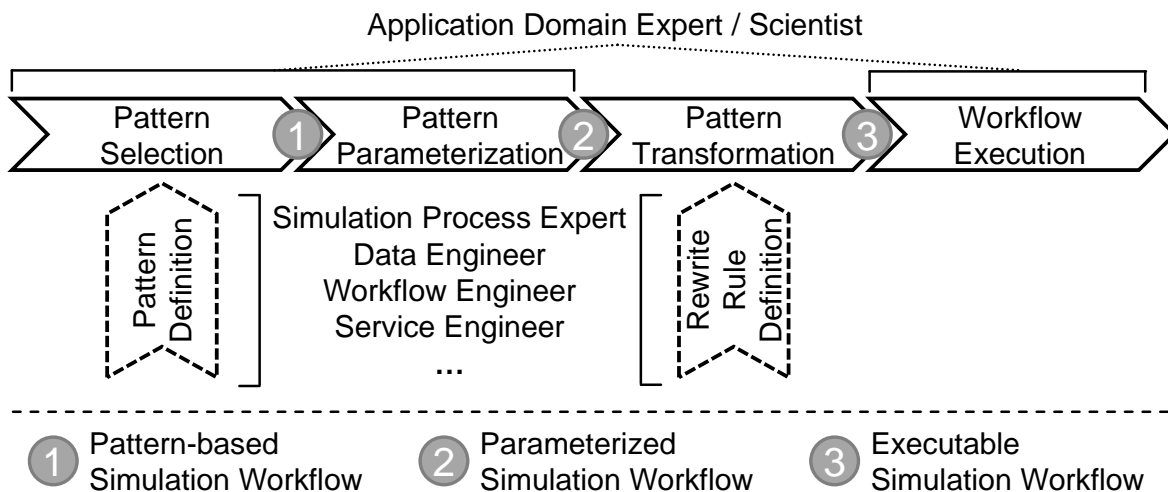 Application Domain Expert / Scientist
Pattern
Selection
1
Pattern
Parameterization
2
Pattern
Transformation
3
Workflow
Execution
Pattern
Definition
Simulation Process Expert
Data Engineer
Workflow Engineer
Service Engineer
...
Rewrite
Rule
Definition
1
Pattern-based
Simulation Workflow
2
Parameterized
Simulation Workflow
3
Executable
Simulation Workflow